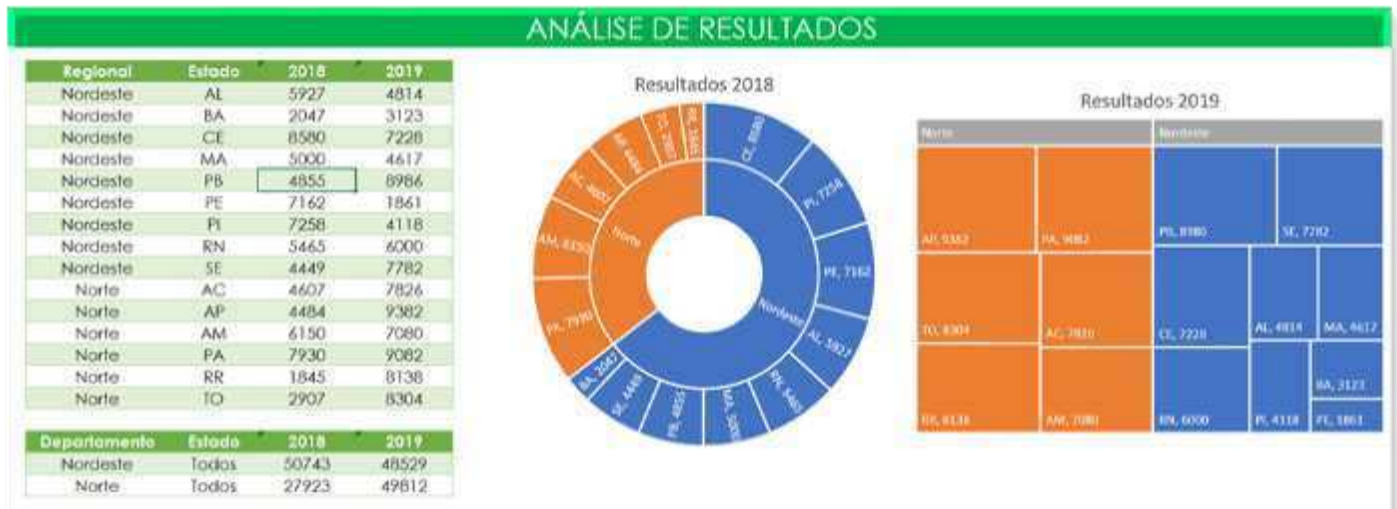 ANÁLISE DE RESULTADOS
Regional Estado 2018 2019
Nordeste AL 5927 4814
Nordeste BA 2047 3123
Nordeste CE 8580 7228
Nordeste MA 5000 4617
Nordeste PB 4855 8986
Nordeste PE 7162 1861
Nordeste PI 7258 4118
Nordeste RN 5465 6000
Nordeste SE 4449 7782
Norte AC 4607 7826
Norte AP 4484 9382
Norte AM 6150 7080
Norte PA 7930 9082
Norte RR 1845 8138
Norte TO 2907 8304
Departamento Estado 2018 2019
Nordeste Todos 50743 48529
Norte Todos 27923 49812
Resultados 2018
Nordeste
CE, 8580
PI, 7258
PE, 7162
AL, 5927
RN, 5465
MA, 5000
PB, 4855
SE, 4449
BA, 2047
Norte
PA, 7930
AM, 6150
AC, 4607
AP, 4484
TO, 2907
RR, 1845
Resultados 2019
Norte Nordeste
AP, 9382 PA, 9082 PB, 8986 SE, 7782
TO, 8304 AC, 7826 CE, 7228 AL, 4814 MA, 4617
BA, 3123
RR, 8138 AM, 7080 RN, 6000 PI, 4118 PE, 1861